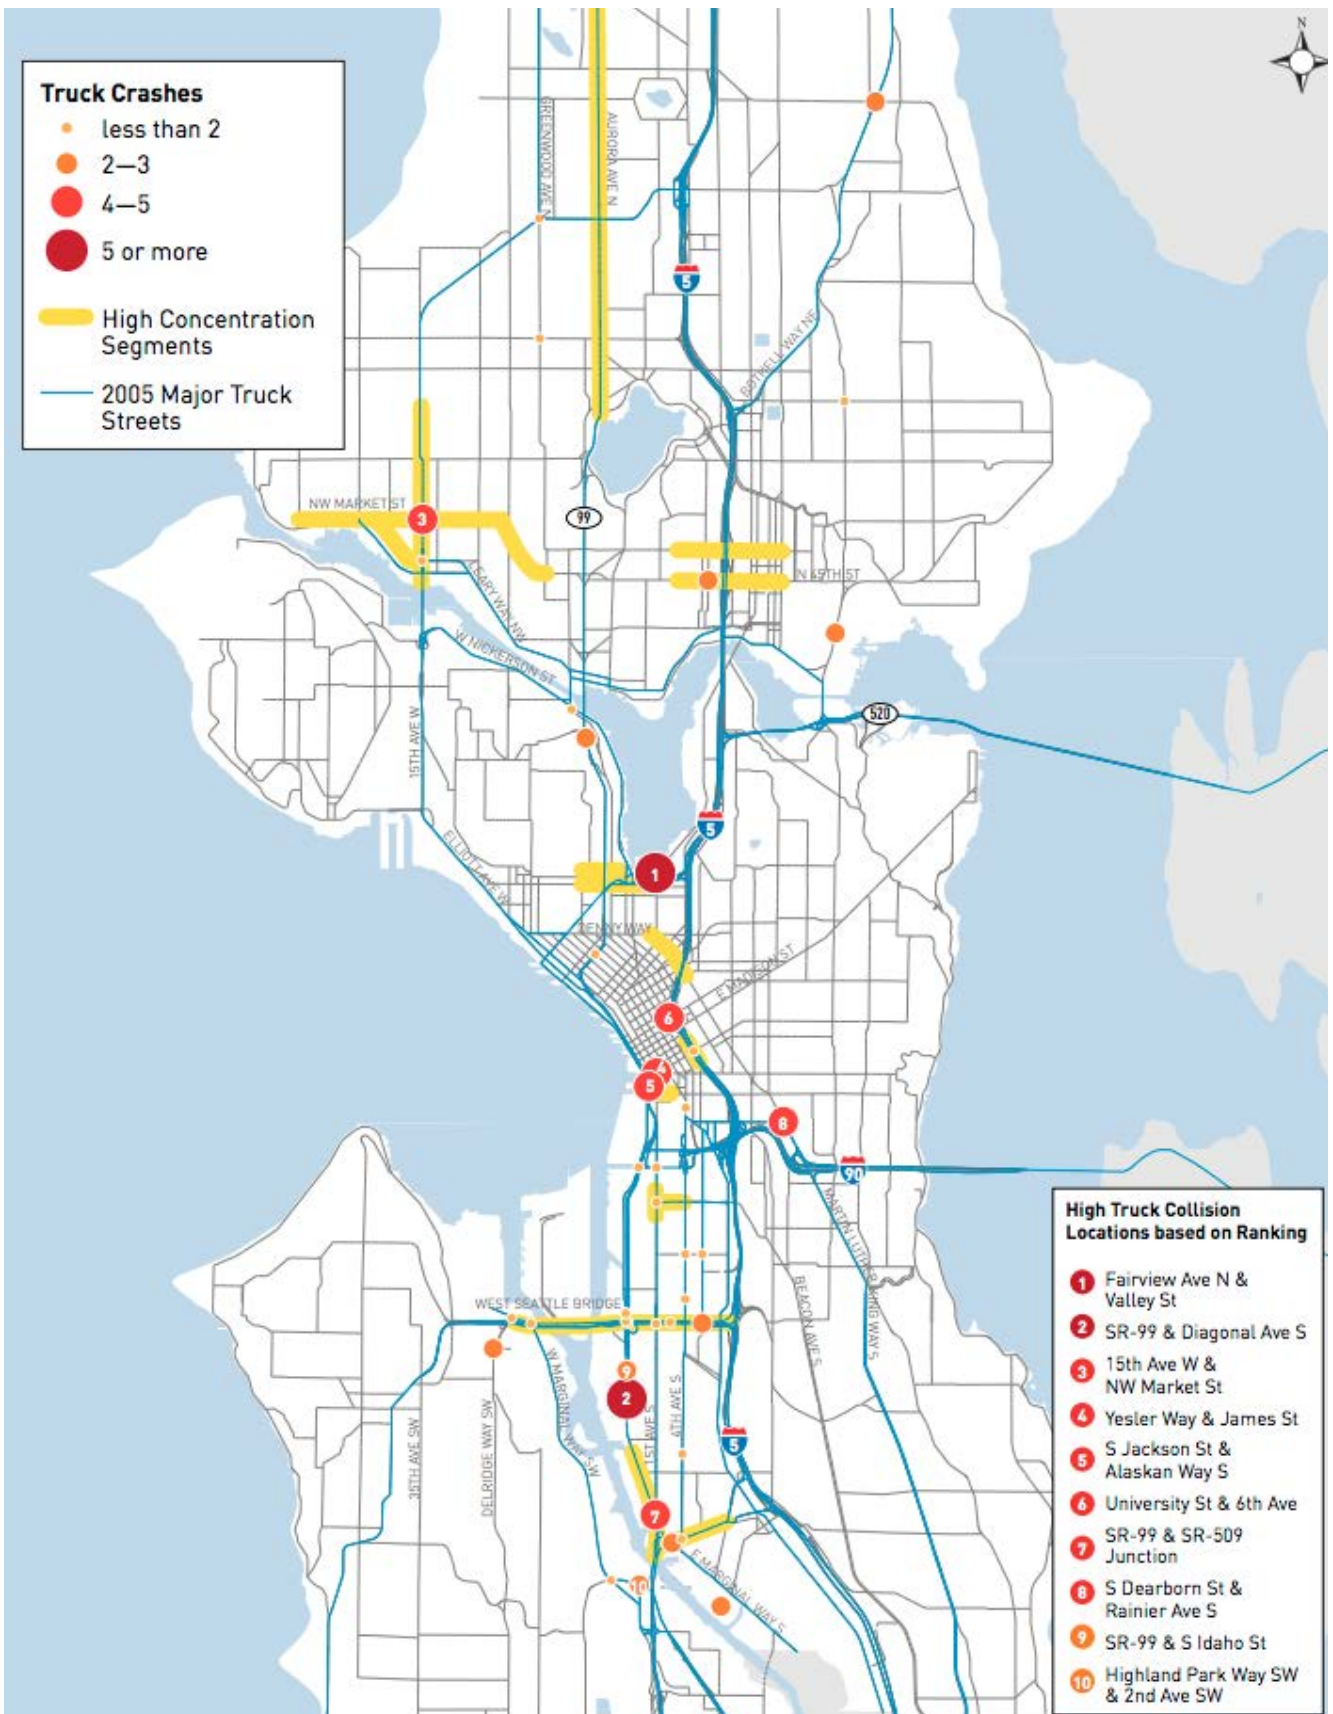 N
Truck Crashes
less than 2
2—3
4—5
5 or more
High Concentration
Segments
2005 Major Truck
Streets
GREENWOOD AVE N
AURORA AVE N
5
BOTHELL WAY NE
NW MARKET ST
3
99
LEARY WAY NW
N 45TH ST
W NICKERSON ST
520
15TH AVE W
5
ELLIOTT AVE W
1
DENNY WAY
E MADISON ST
6
4
5
8
90
MARTIN LUTHER KING WAY S
BEACON AVE S
WEST SEATTLE BRIDGE
9
2
W MARGINAL WAY SW
1ST AVE S
4TH AVE S
5
35TH AVE SW
DELRIDGE WAY SW
7
10
E MARGINAL WAY S
High Truck Collision
Locations based on Ranking
1 Fairview Ave N &
Valley St
2 SR-99 & Diagonal Ave S
3 15th Ave W &
NW Market St
4 Yesler Way & James St
5 S Jackson St &
Alaskan Way S
6 University St & 6th Ave
7 SR-99 & SR-509
Junction
8 S Dearborn St &
Rainier Ave S
9 SR-99 & S Idaho St
10 Highland Park Way SW
& 2nd Ave SW